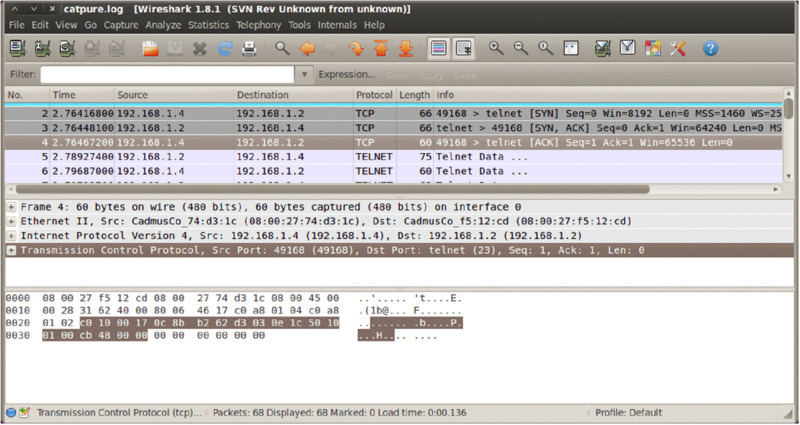 catpure.log   [Wireshark 1.8.1  (SVN Rev Unknown from unknown)]
File Edit View Go Capture Analyze Statistics Telephony Tools Internals Help
Filter: Expression... Clear Apply Save
No. Time Source Destination Protocol Length Info
2 2.76416800 192.168.1.4 192.168.1.2 TCP 66 49168 > telnet [SYN] Seq=0 Win=8192 Len=0 MSS=1460 WS=25
3 2.76448100 192.168.1.2 192.168.1.4 TCP 66 telnet > 49168 [SYN, ACK] Seq=0 Ack=1 Win=64240 Len=0 MS
4 2.76467200 192.168.1.4 192.168.1.2 TCP 60 49168 > telnet [ACK] Seq=1 Ack=1 Win=65536 Len=0
5 2.78927400 192.168.1.2 192.168.1.4 TELNET 75 Telnet Data ...
6 2.79687000 192.168.1.4 192.168.1.2 TELNET 60 Telnet Data ...
Frame 4: 60 bytes on wire (480 bits), 60 bytes captured (480 bits) on interface 0
Ethernet II, Src: CadmusCo_74:d3:1c (08:00:27:74:d3:1c), Dst: CadmusCo_f5:12:cd (08:00:27:f5:12:cd)
Internet Protocol Version 4, Src: 192.168.1.4 (192.168.1.4), Dst: 192.168.1.2 (192.168.1.2)
Transmission Control Protocol, Src Port: 49168 (49168), Dst Port: telnet (23), Seq: 1, Ack: 1, Len: 0
0000 08 00 27 f5 12 cd 08 00 27 74 d3 1c 08 00 45 00 ..'..... 't....E.
0010 00 28 31 62 40 00 80 06 46 17 c0 a8 01 04 c0 a8 .(1b@... F.......
0020 01 02 c0 10 00 17 0c 8b b2 62 d3 03 0e 1c 50 10 ........ .b....P.
0030 01 00 cb 48 00 00 00 00 00 00 00 00 ...H.... ....
Transmission Control Protocol (tcp)... Packets: 68 Displayed: 68 Marked: 0 Load time: 0:00.136 Profile: Default